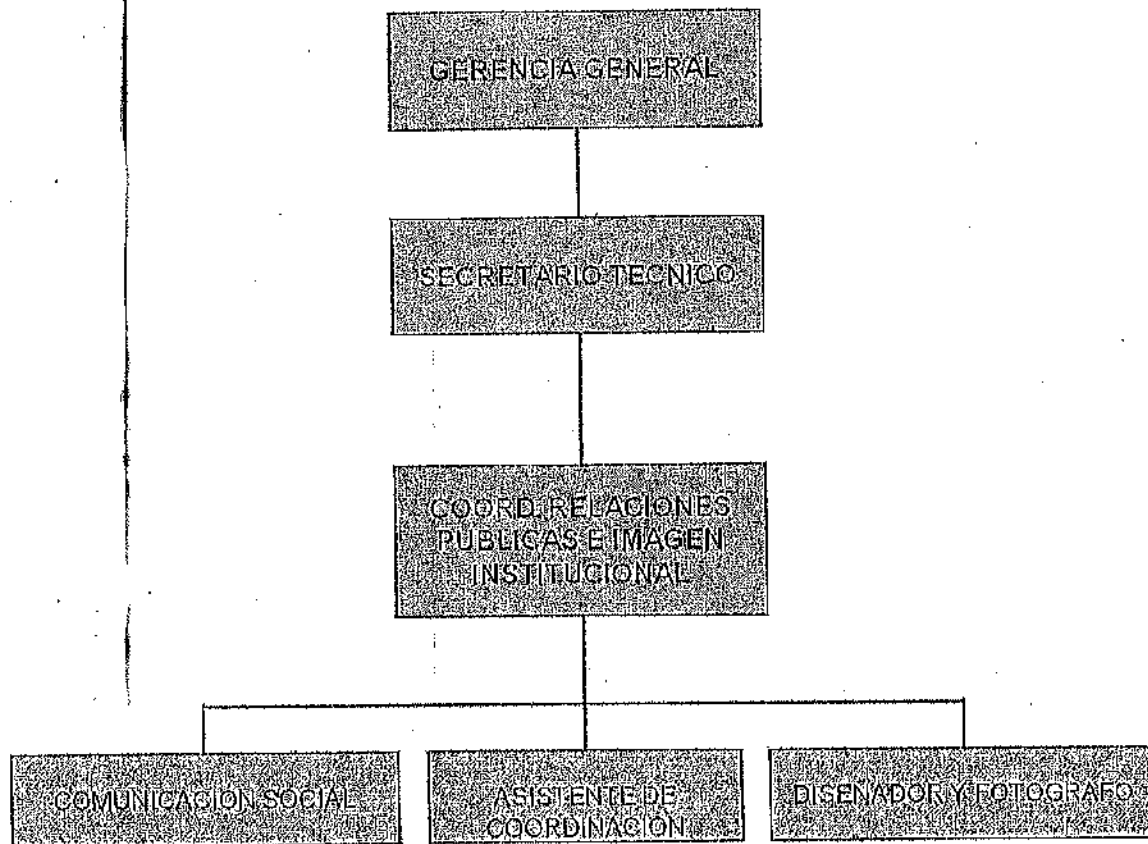 GERENCIA GENERAL
SECRETARIO TECNICO
COORD. RELACIONES
PUBLICAS E IMAGEN
INSTITUCIONAL
COMUNICACION SOCIAL
ASISTENTE DE
COORDINACION
DISENADOR Y FOTOGRAFO